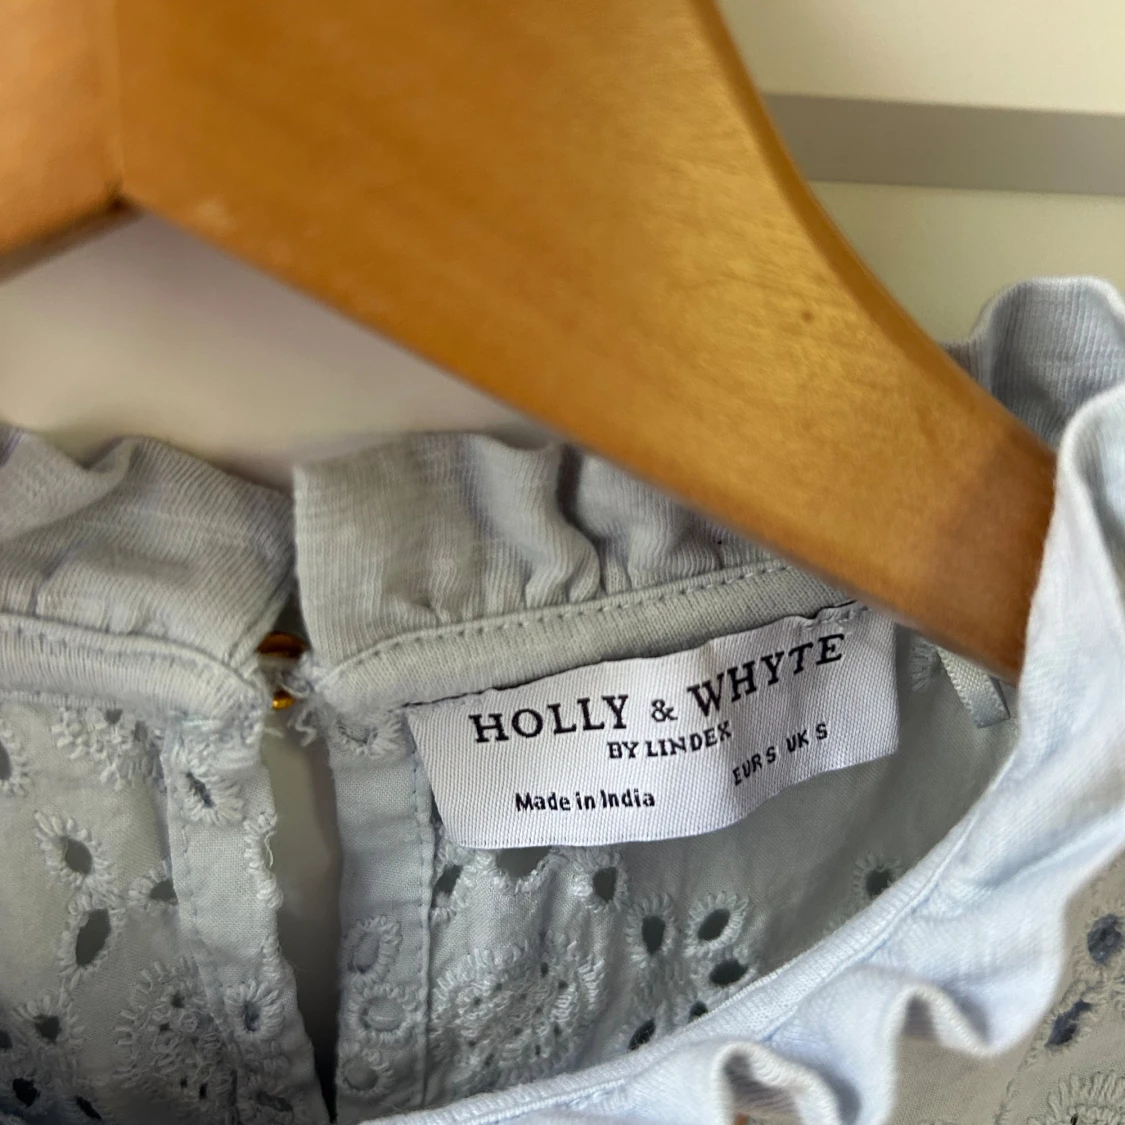 HOLLY & WHYTE
BY LINDEX
Made in India
EUR S UK S